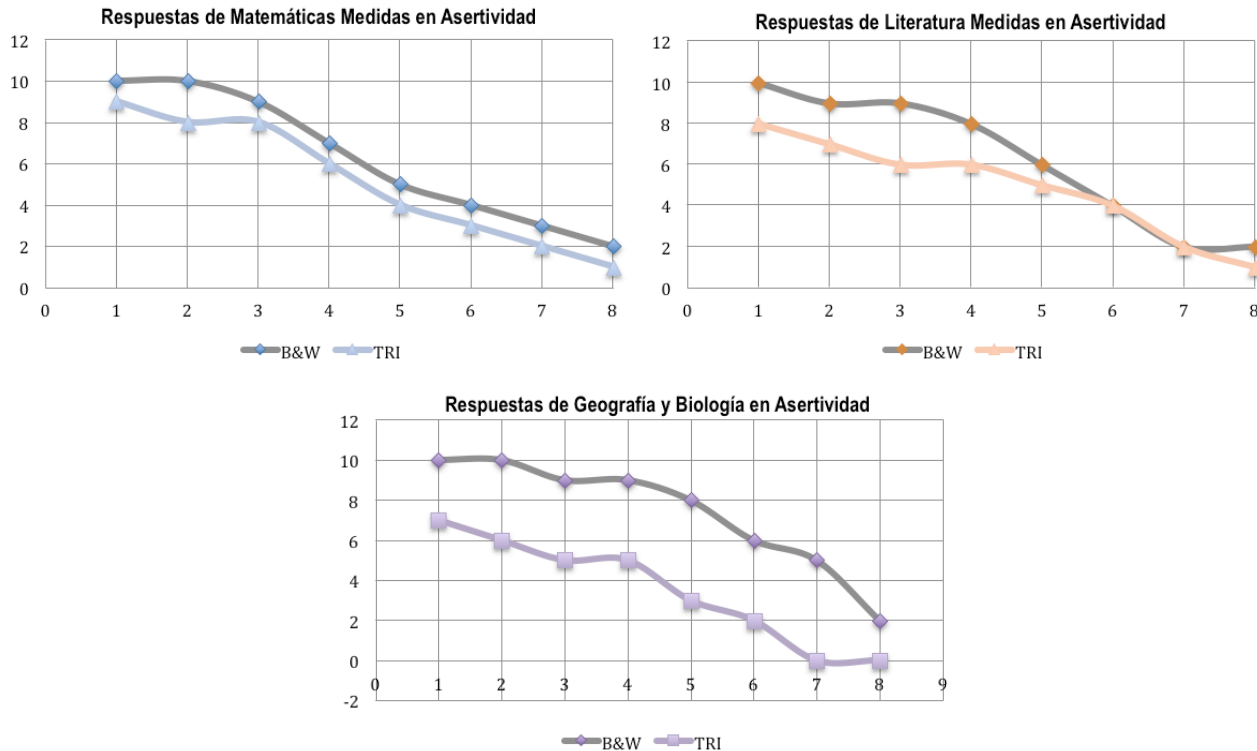 Respuestas de Matemáticas Medidas en Asertividad
12
10
8
6
4
2
0
0 1 2 3 4 5 6 7 8
B&W TRI
Respuestas de Literatura Medidas en Asertividad
12
10
8
6
4
2
0
0 1 2 3 4 5 6 7 8
B&W TRI
Respuestas de Geografía y Biología en Asertividad
12
10
8
6
4
2
0
-2
0 1 2 3 4 5 6 7 8 9
B&W TRI